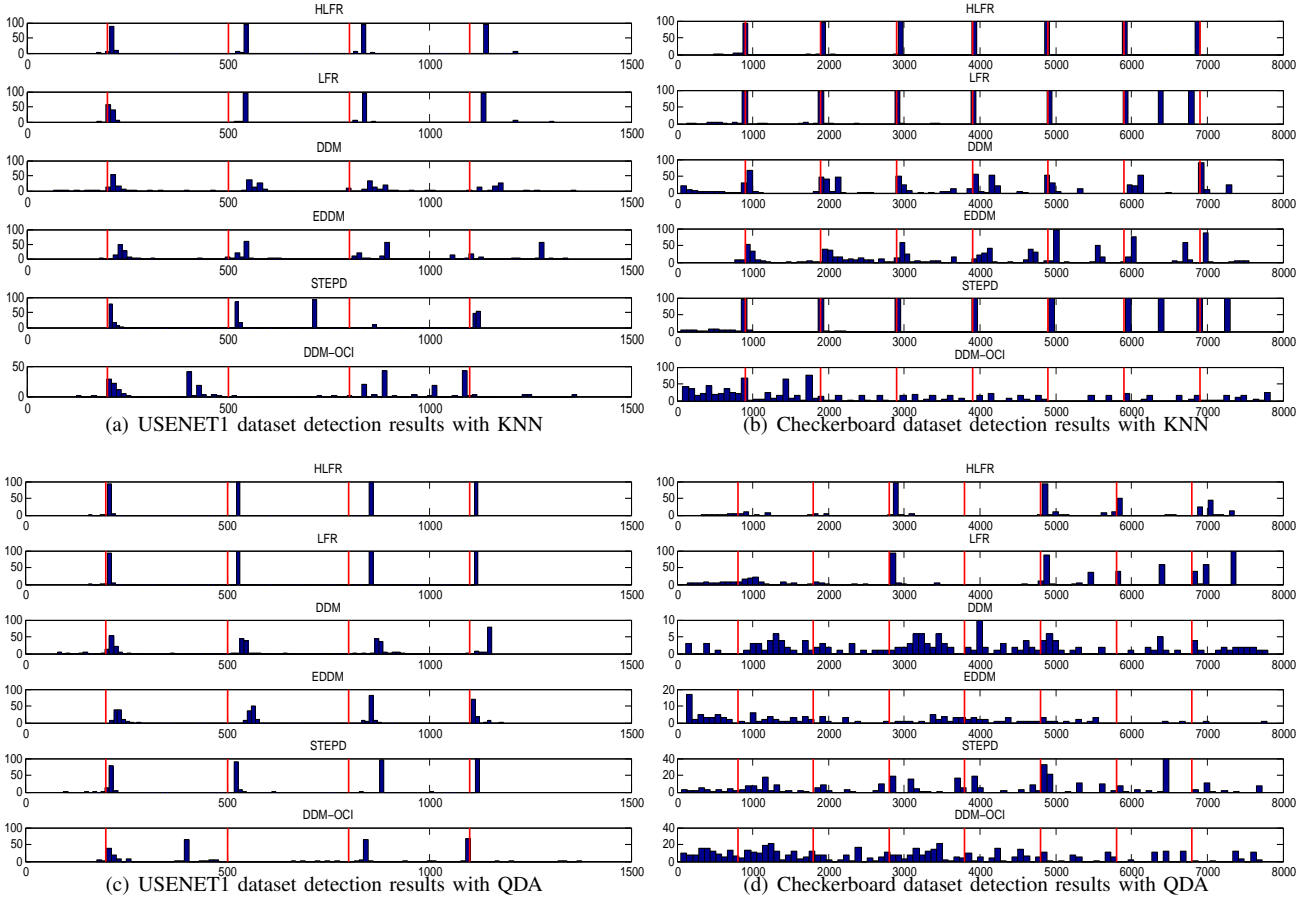 HLFR
100
50
0
0
500
1000
1500
LFR
100
50
0
0
500
1000
1500
DDM
100
50
0
0
500
1000
1500
EDDM
100
50
0
0
500
1000
1500
STEPD
100
50
0
0
500
1000
1500
DDM-OCI
50
0
0
500
1000
1500
(a) USENET1 dataset detection results with KNN
HLFR
100
50
0
0 1000 2000 3000 4000 5000 6000 7000 8000
LFR
100
50
0
0 1000 2000 3000 4000 5000 6000 7000 8000
DDM
100
50
0
0 1000 2000 3000 4000 5000 6000 7000 8000
EDDM
100
50
0
0 1000 2000 3000 4000 5000 6000 7000 8000
STEPD
100
50
0
0 1000 2000 3000 4000 5000 6000 7000 8000
DDM-OCI
100
50
0
0 1000 2000 3000 4000 5000 6000 7000 8000
(b) Checkerboard dataset detection results with KNN
HLFR
100
50
0
0 500 1000 1500
LFR
100
50
0
0 500 1000 1500
DDM
100
50
0
0 500 1000 1500
EDDM
100
50
0
0 500 1000 1500
STEPD
100
50
0
0 500 1000 1500
DDM-OCI
100
50
0
0 500 1000 1500
(c) USENET1 dataset detection results with QDA
HLFR
100
50
0
0 1000 2000 3000 4000 5000 6000 7000 8000
LFR
100
50
0
0 1000 2000 3000 4000 5000 6000 7000 8000
DDM
10
5
0
0 1000 2000 3000 4000 5000 6000 7000 8000
EDDM
20
10
0
0 1000 2000 3000 4000 5000 6000 7000 8000
STEPD
40
20
0
0 1000 2000 3000 4000 5000 6000 7000 8000
DDM-OCI
40
20
0
0 1000 2000 3000 4000 5000 6000 7000 8000
(d) Checkerboard dataset detection results with QDA